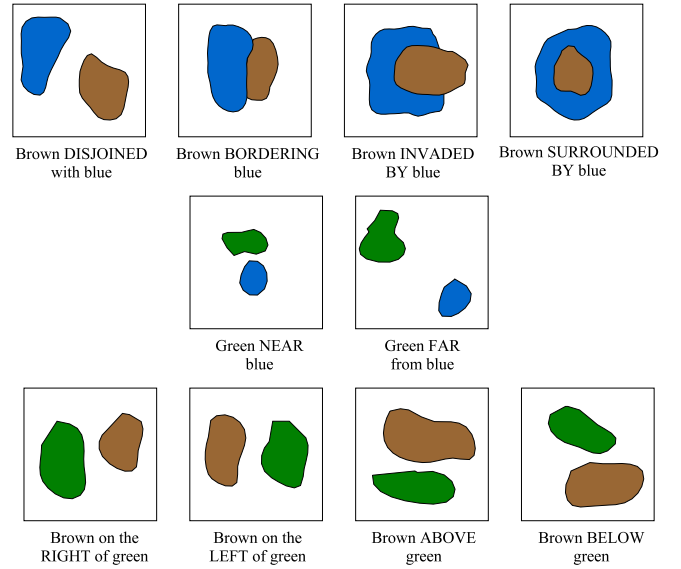 Brown DISJOINED
with blue
Brown BORDERING
blue
Brown INVADED
BY blue
Brown SURROUNDED
BY blue
Green NEAR
blue
Green FAR
from blue
Brown on the
RIGHT of green
Brown on the
LEFT of green
Brown ABOVE
green
Brown BELOW
green